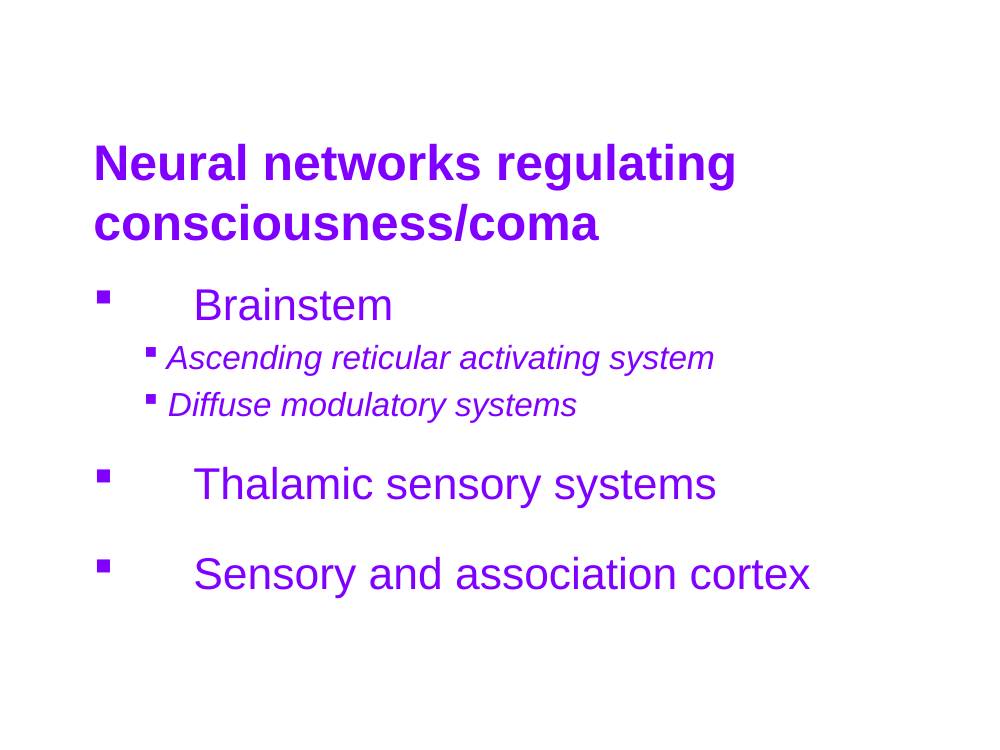 Neural networks regulating
consciousness/coma
▪ Brainstem
▪ Ascending reticular activating system
▪ Diffuse modulatory systems
▪ Thalamic sensory systems
▪ Sensory and association cortex